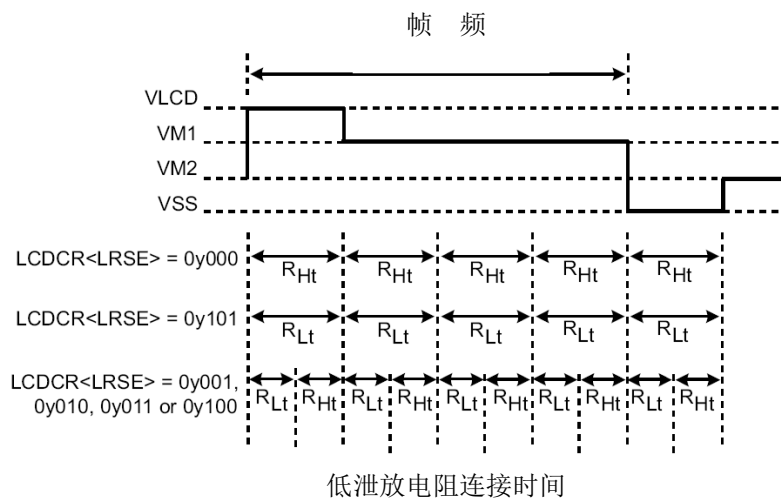 帧 频
VLCD
VM1
VM2
VSS
LCDCR<LRSE> = 0y000
RHt RHt RHt RHt RHt
LCDCR<LRSE> = 0y101
RLt RLt RLt RLt RLt
LCDCR<LRSE> = 0y001,
0y010, 0y011 or 0y100
RLt RHt RLt RHt RLt RHt RLt RHt RLt RHt
低泄放电阻连接时间